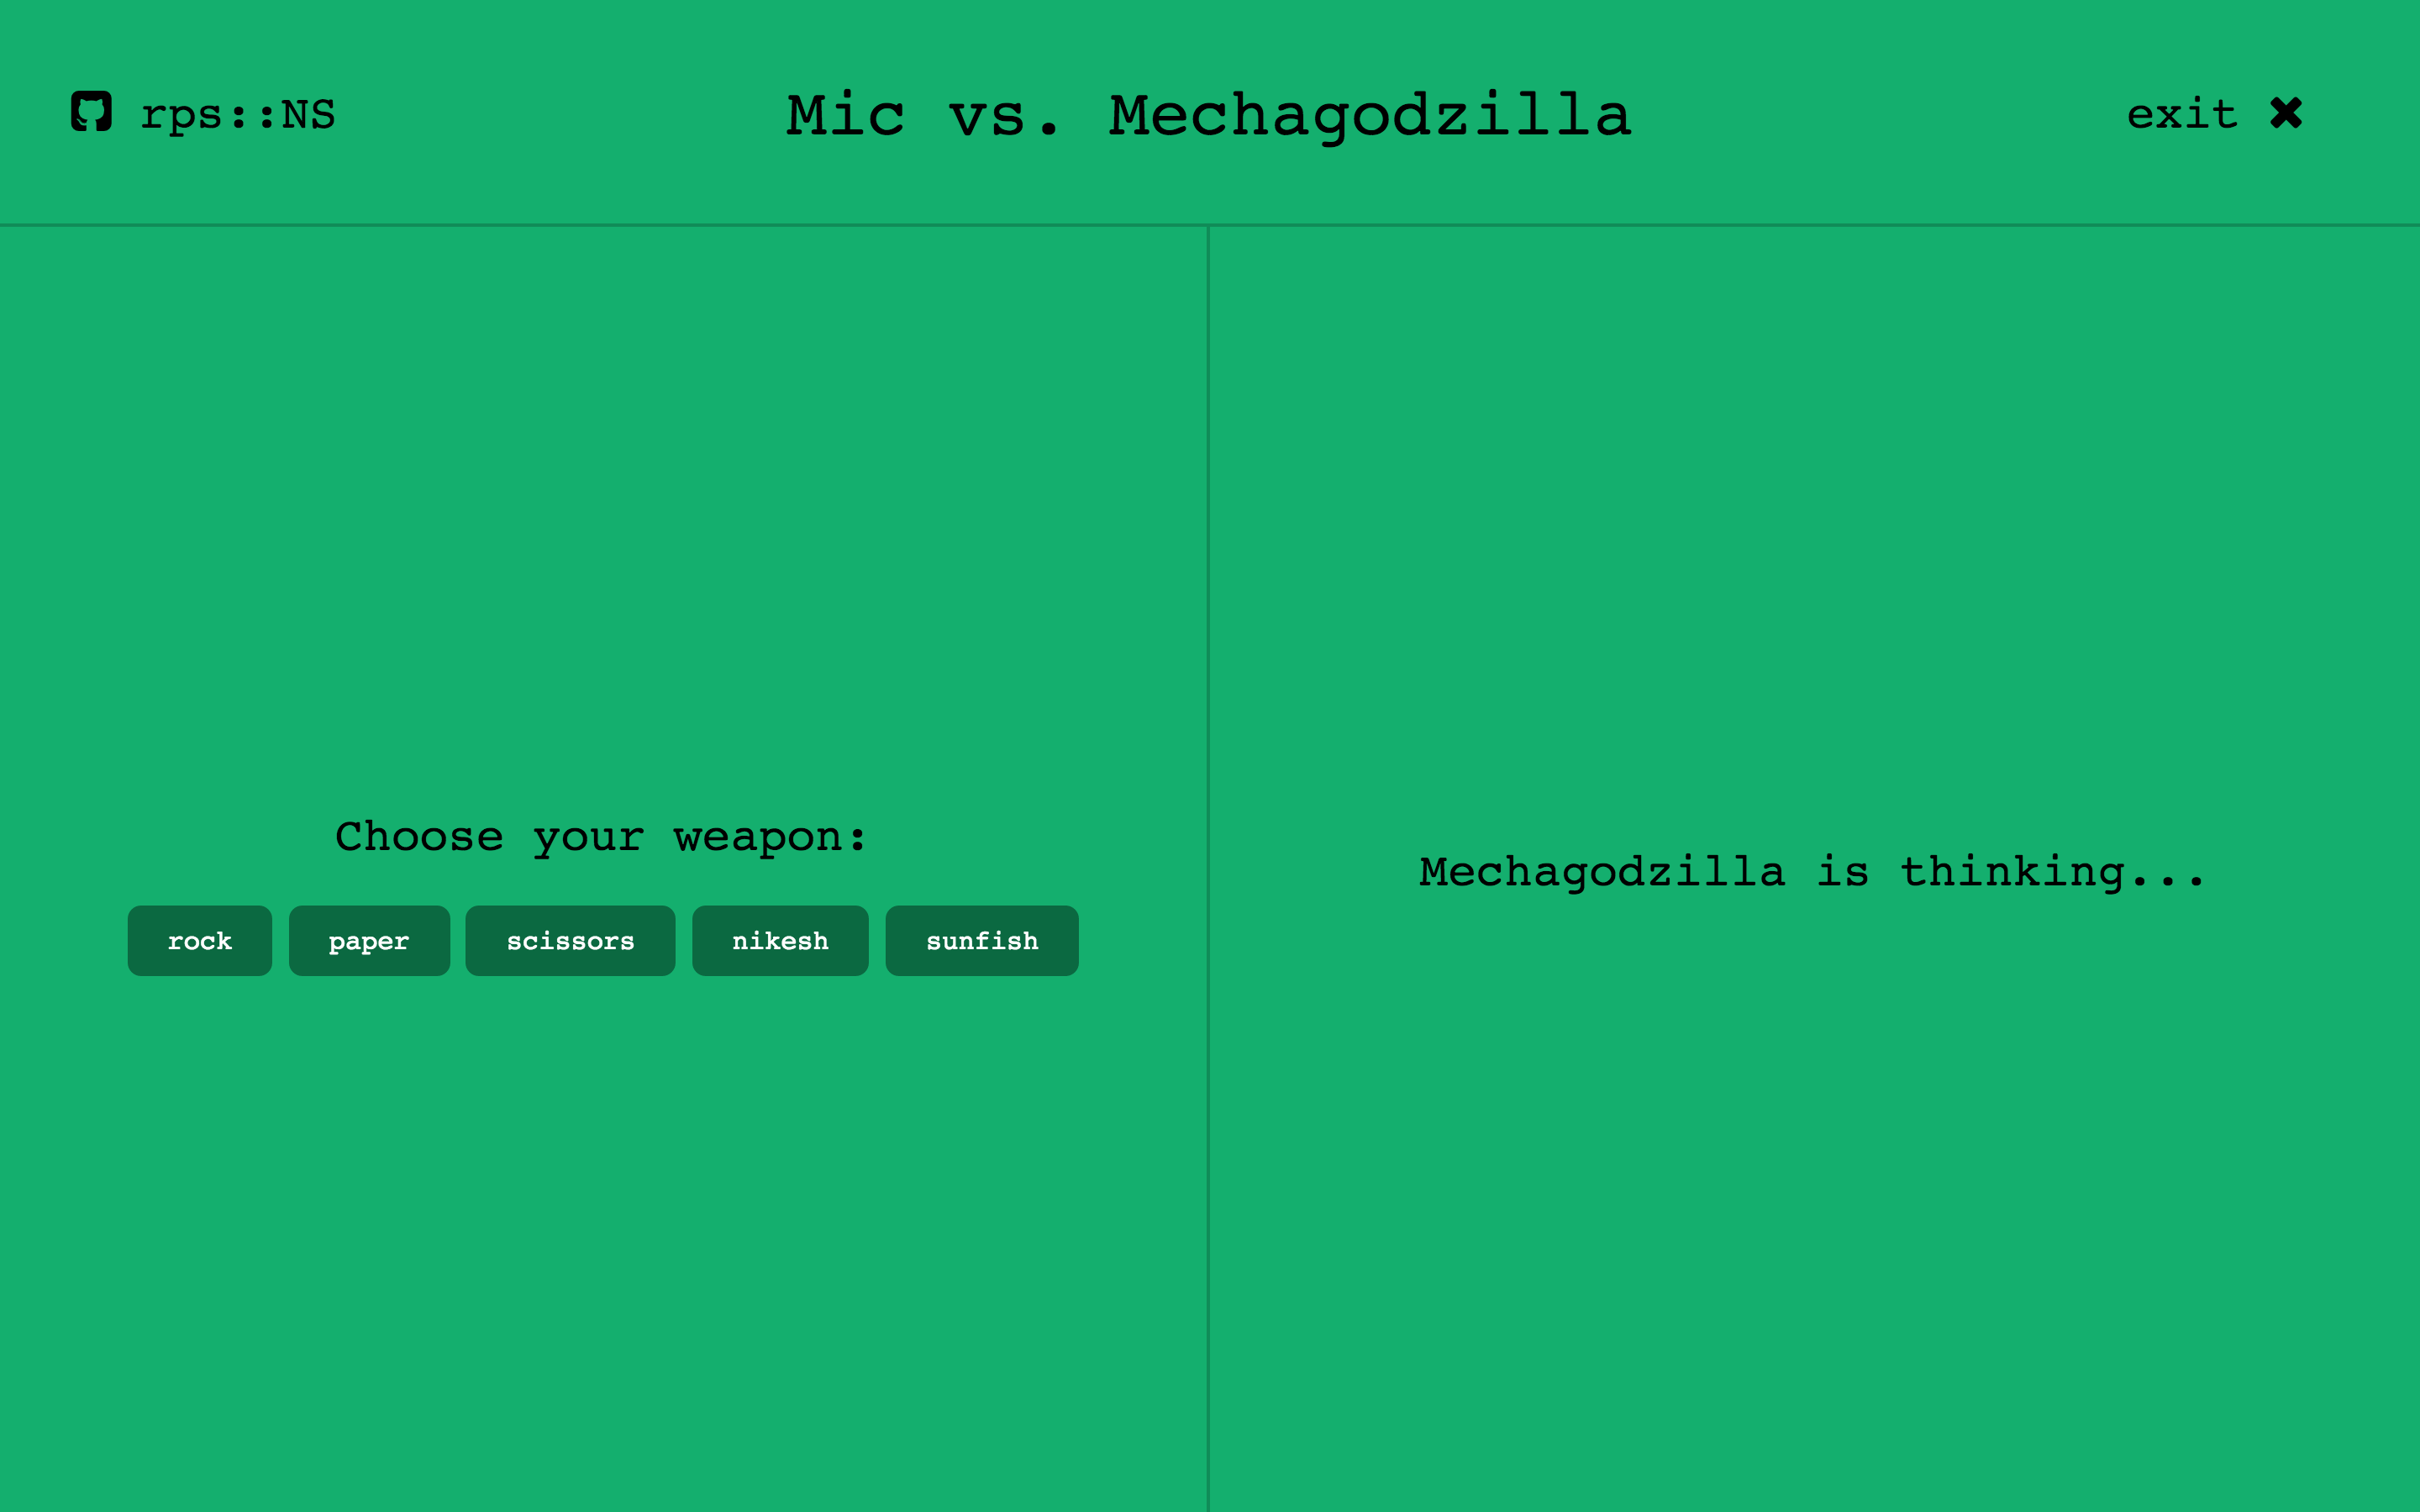 rps::NS
Mic vs. Mechagodzilla
exit
Choose your weapon:
rock paper scissors nikesh sunfish
Mechagodzilla is thinking...